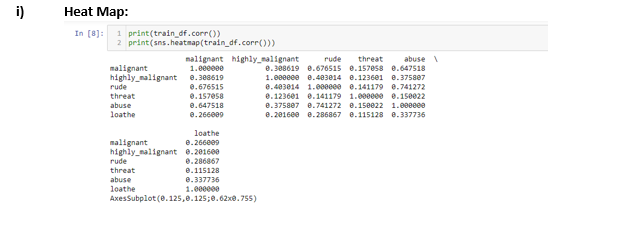 i) Heat Map:
In [8]: 1 print(train_df.corr())
2 print(sns.heatmap(train_df.corr()))
malignant highly_malignant rude threat abuse \
malignant 1.000000 0.308619 0.676515 0.157058 0.647518
highly_malignant 0.308619 1.000000 0.403014 0.123601 0.375807
rude 0.676515 0.403014 1.000000 0.141179 0.741272
threat 0.157058 0.123601 0.141179 1.000000 0.150022
abuse 0.647518 0.375807 0.741272 0.150022 1.000000
loathe 0.266009 0.201600 0.286867 0.115128 0.337736
loathe
malignant 0.266009
highly_malignant 0.201600
rude 0.286867
threat 0.115128
abuse 0.337736
loathe 1.000000
AxesSubplot(0.125,0.125;0.62x0.755)